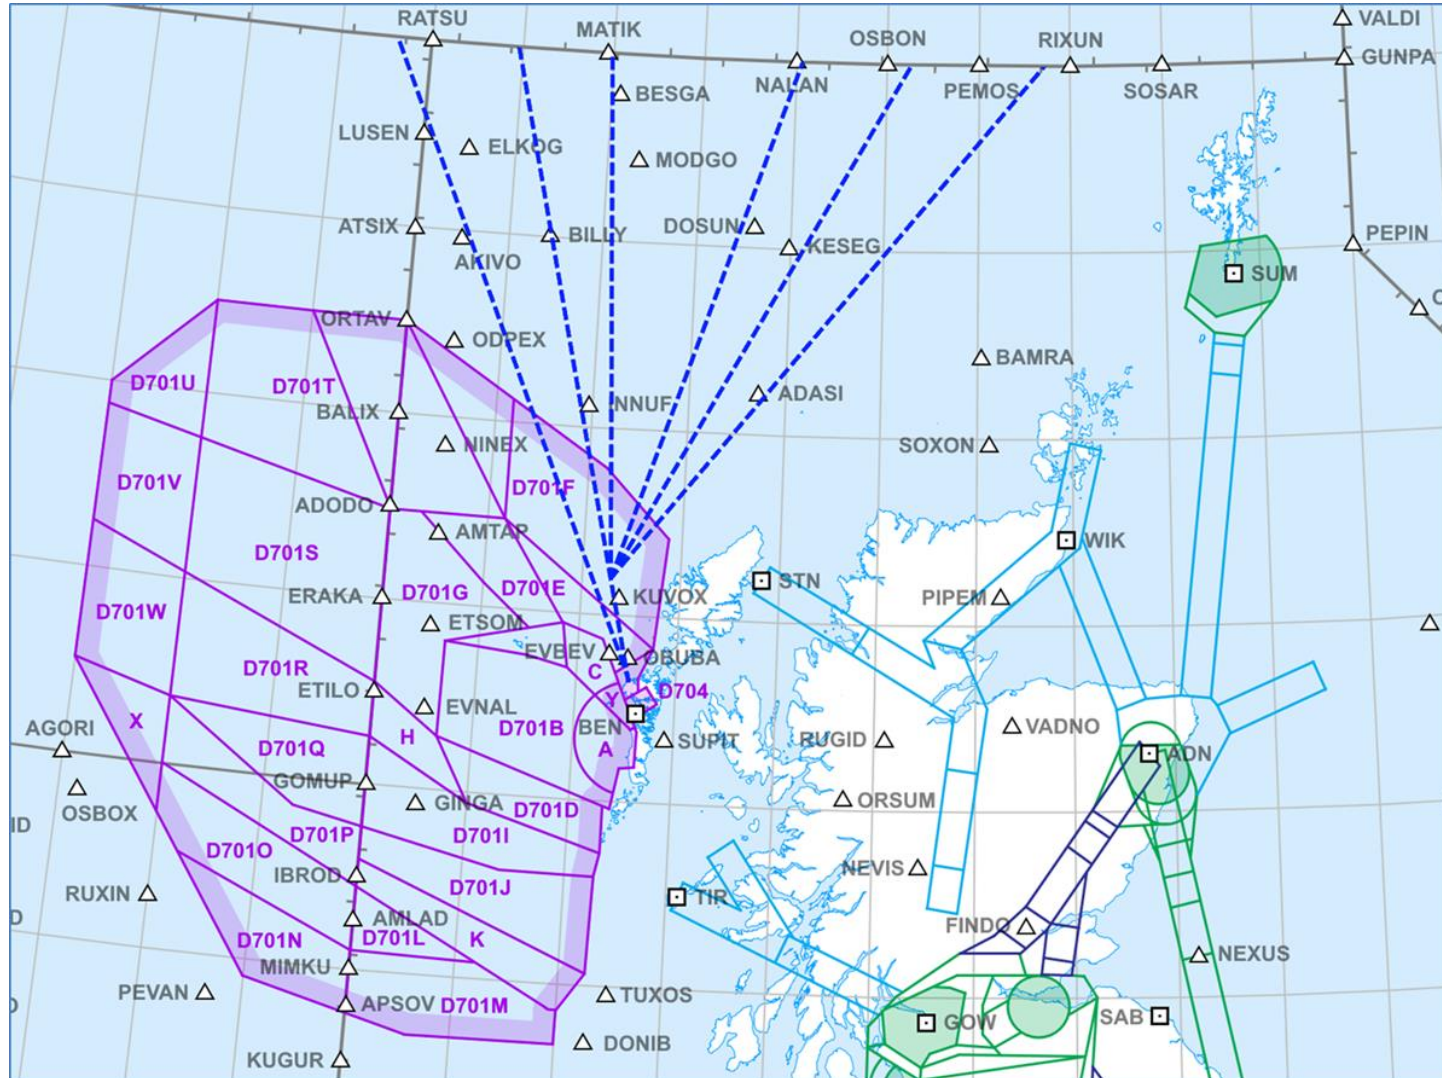 RATSU
MATIK
OSBON
RIXUN
VALDI
GUNPA
BESGA
NALAN
PEMOS
SOSAR
LUSEN
ELKOG
MODGO
ATSIX
AKIVO
BILLY
DOSUN
KESEG
PEPIN
SUM
ORTAV
ODPEX
BAMRA
D701U
D701T
BALIX
NNUF
ADASI
NINEX
SOXON
D701V
D701F
ADODO
AMTAP
WIK
D701S
STN
ERAKA
D701G
D701E
KUVOX
PIPEM
D701W
ETSOM
EVBEV
OBUBA
D701R
C
ETILO
Y
D704
EVNAL
AGORI
X
D701Q
H
D701B
BEN
A
SUPIT
RUGID
VADNO
ADN
GOMUP
OSBOX
GINGA
D701D
ORSUM
ID
D701P
D701I
D701O
IBROD
D701J
NEVIS
RUXIN
TIR
D
AMLAD
FINDO
D701N
D701L
K
MIMKU
NEXUS
PEVAN
APSOV
D701M
TUXOS
D
GOW
SAB
KUGUR
DONIB